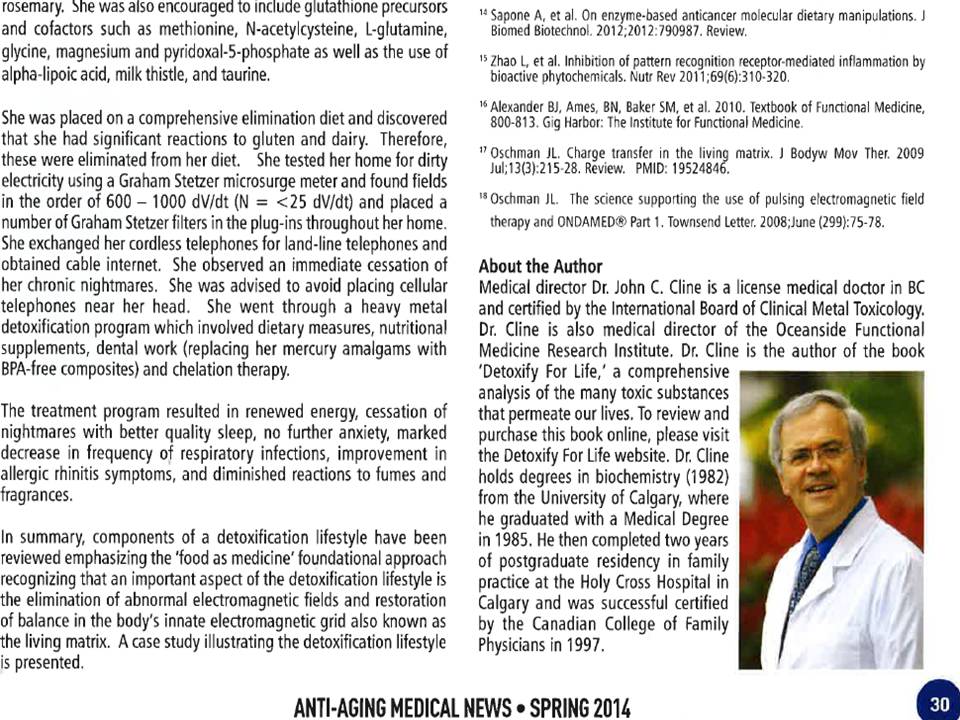 rosemary. She was also encouraged to include glutathione precursors
and cofactors such as methionine, N-acetylcysteine, L-glutamine,
glycine, magnesium and pyridoxal-5-phosphate as well as the use of
alpha-lipoic acid, milk thistle, and taurine.
She was placed on a comprehensive elimination diet and discovered
that she had significant reactions to gluten and dairy. Therefore,
these were eliminated from her diet. She tested her home for dirty
electricity using a Graham Stetzer microsurge meter and found fields
in the order of 600 – 1000 dV/dt (N = <25 dV/dt) and placed a
number of Graham Stetzer filters in the plug-ins throughout her home.
She exchanged her cordless telephones for land-line telephones and
obtained cable internet. She observed an immediate cessation of
her chronic nightmares. She was advised to avoid placing cellular
telephones near her head. She went through a heavy metal
detoxification program which involved dietary measures, nutritional
supplements, dental work (replacing her mercury amalgams with
BPA-free composites) and chelation therapy.
The treatment program resulted in renewed energy, cessation of
nightmares with better quality sleep, no further anxiety, marked
decrease in frequency of respiratory infections, improvement in
allergic rhinitis symptoms, and diminished reactions to fumes and
fragrances.
In summary, components of a detoxification lifestyle have been
reviewed emphasizing the 'food as medicine' foundational approach
recognizing that an important aspect of the detoxification lifestyle is
the elimination of abnormal electromagnetic fields and restoration
of balance in the body's innate electromagnetic grid also known as
the living matrix. A case study illustrating the detoxification lifestyle
is presented.
14 Sapone A, et al. On enzyme-based anticancer molecular dietary manipulations. J
Biomed Biotechnol. 2012;2012:790987. Review.
15 Zhao L, et al. Inhibition of pattern recognition receptor-mediated inflammation by
bioactive phytochemicals. Nutr Rev 2011;69(6):310-320.
16 Alexander BJ, Ames, BN, Baker SM, et al. 2010. Textbook of Functional Medicine,
800-813. Gig Harbor: The Institute for Functional Medicine.
17 Oschman JL. Charge transfer in the living matrix. J Bodyw Mov Ther. 2009
Jul;13(3):215-28. Review. PMID: 19524846.
18 Oschman JL. The science supporting the use of pulsing electromagnetic field
therapy and ONDAMED® Part 1. Townsend Letter. 2008;June (299):75-78.
About the Author
Medical director Dr. John C. Cline is a license medical doctor in BC
and certified by the International Board of Clinical Metal Toxicology.
Dr. Cline is also medical director of the Oceanside Functional
Medicine Research Institute. Dr. Cline is the author of the book
'Detoxify For Life,' a comprehensive
analysis of the many toxic substances
that permeate our lives. To review and
purchase this book online, please visit
the Detoxify For Life website. Dr. Cline
holds degrees in biochemistry (1982)
from the University of Calgary, where
he graduated with a Medical Degree
in 1985. He then completed two years
of postgraduate residency in family
practice at the Holy Cross Hospital in
Calgary and was successful certified
by the Canadian College of Family
Physicians in 1997.
ANTI-AGING MEDICAL NEWS • SPRING 2014
30